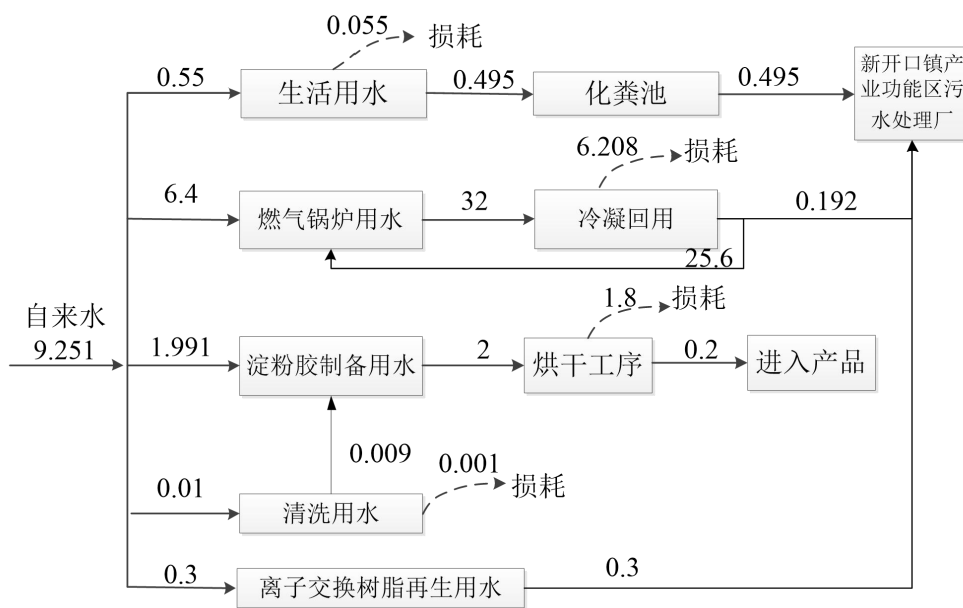 0.055
损耗
0.55
生活用水
0.495
化粪池
0.495
新开口镇产
业功能区污
水处理厂
6.208
损耗
6.4
燃气锅炉用水
32
冷凝回用
0.192
25.6
自来水
9.251
1.8
损耗
1.991
淀粉胶制备用水
2
烘干工序
0.2
进入产品
0.009
0.001
损耗
0.01
清洗用水
0.3
离子交换树脂再生用水
0.3